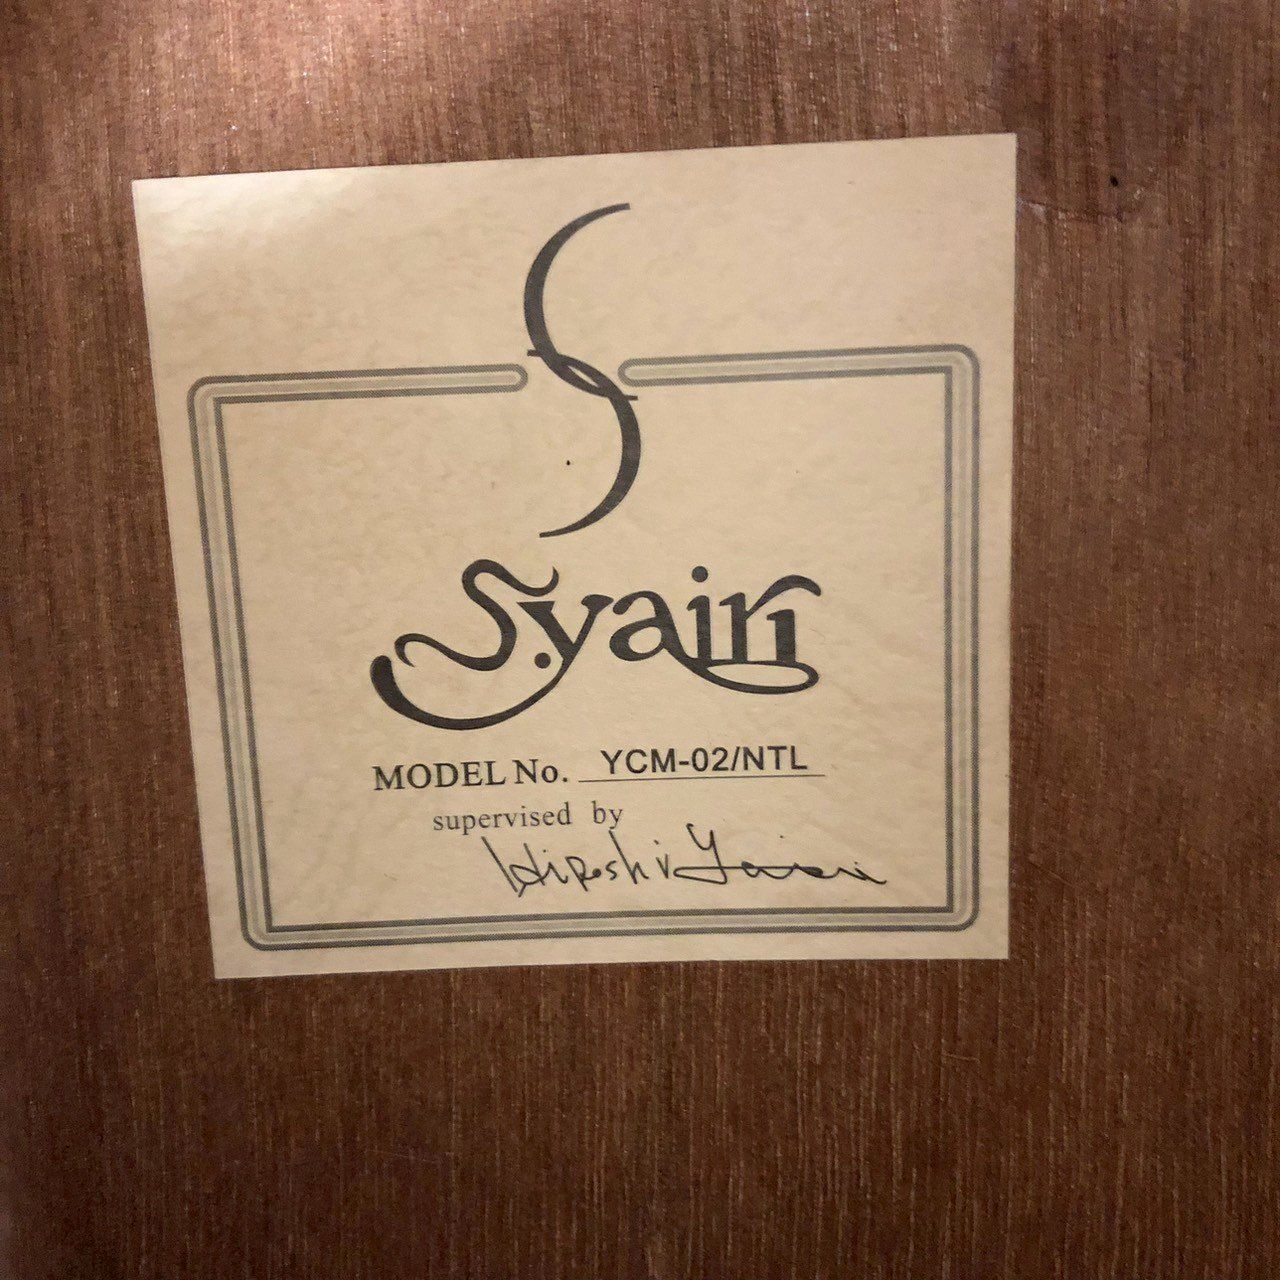 S
S.yairi
MODEL No. YCM-02/NTL
supervised by
Hiroshi Yairi